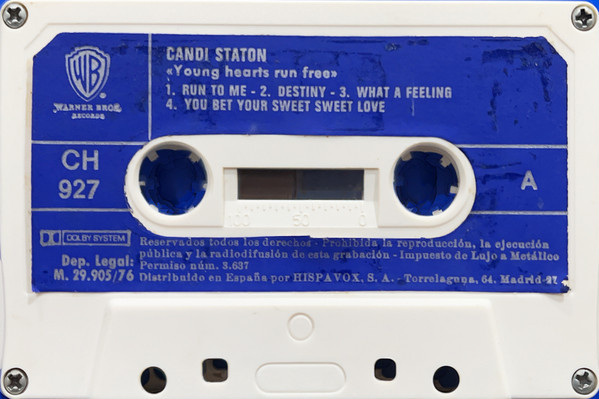 CANDI STATON
«Young hearts run free»
1. RUN TO ME - 2. DESTINY - 3. WHAT A FEELING
4. YOU BET YOUR SWEET SWEET LOVE
WB
®
WARNER BROS.
RECORDS
CH
927
A
100 50 0
DOLBY SYSTEM
Dep. Legal:
M. 29.905/76
Reservados todos los derechos - Prohibida la reproducción, la ejecución
pública y la radiodifusión de esta grabación - Impuesto de Lujo a Metálico
Permiso núm. 3.637
Distribuido en España por HISPAVOX, S. A. - Torrelaguna, 64. Madrid-27